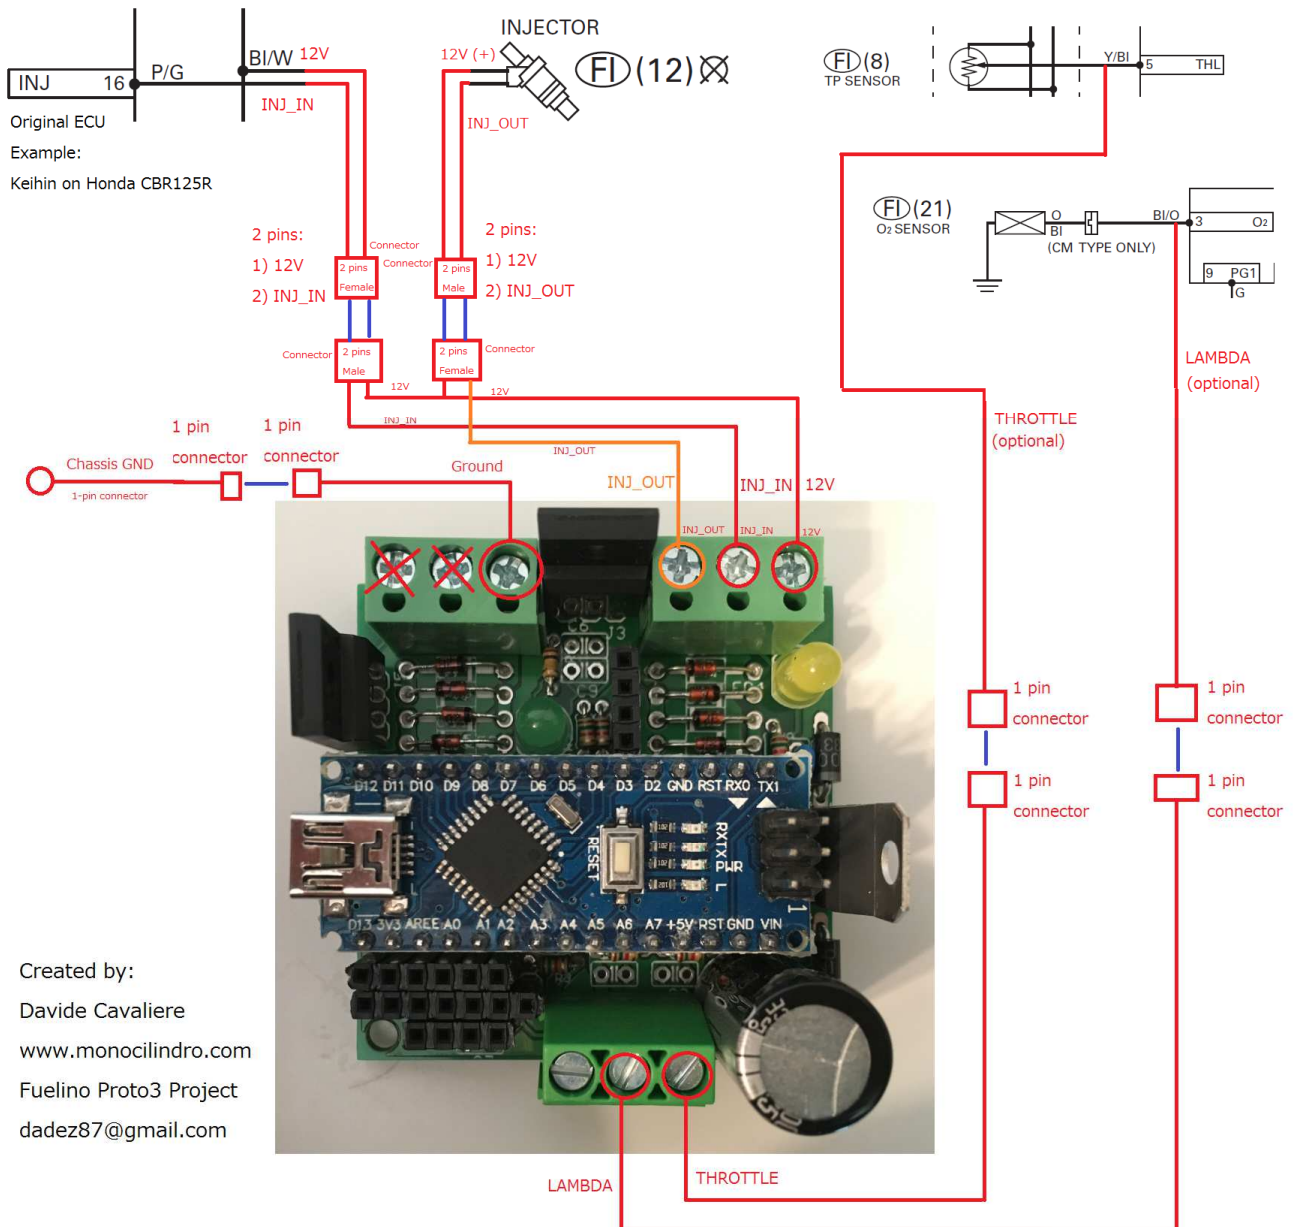 INJ 16
P/G
BI/W
12V
INJ_IN
Original ECU
Example:
Keihin on Honda CBR125R
INJECTOR
12V (+)
FI (12)
INJ_OUT
FI (8)
TP SENSOR
Y/BI
5 THL
FI (21)
O2 SENSOR
O
BI
(CM TYPE ONLY)
BI/O
3 O2
9 PG1
G
2 pins:
1) 12V
2) INJ_IN
Connector
Connector
2 pins
Female
2 pins
Male
2 pins:
1) 12V
2) INJ_OUT
Connector
2 pins
Male
2 pins
Female
Connector
12V
12V
INJ_IN
INJ_OUT
LAMBDA
(optional)
THROTTLE
(optional)
1 pin
connector
1 pin
connector
Chassis GND
1-pin connector
Ground
INJ_OUT
INJ_IN
12V
INJ_OUT
INJ_IN
12V
J3
C9
D12 D11 D10 D9 D8 D7 D6 D5 D4 D3 D2 GND RST RX0 TX1
RESET
RX
TX
PWR
L
1
D13 3V3 AREF A0 A1 A2 A3 A4 A5 A6 A7 +5V RST GND VIN
1 pin
connector
1 pin
connector
1 pin
connector
1 pin
connector
Created by:
Davide Cavaliere
www.monocilindro.com
Fuelino Proto3 Project
dadez87@gmail.com
LAMBDA
THROTTLE